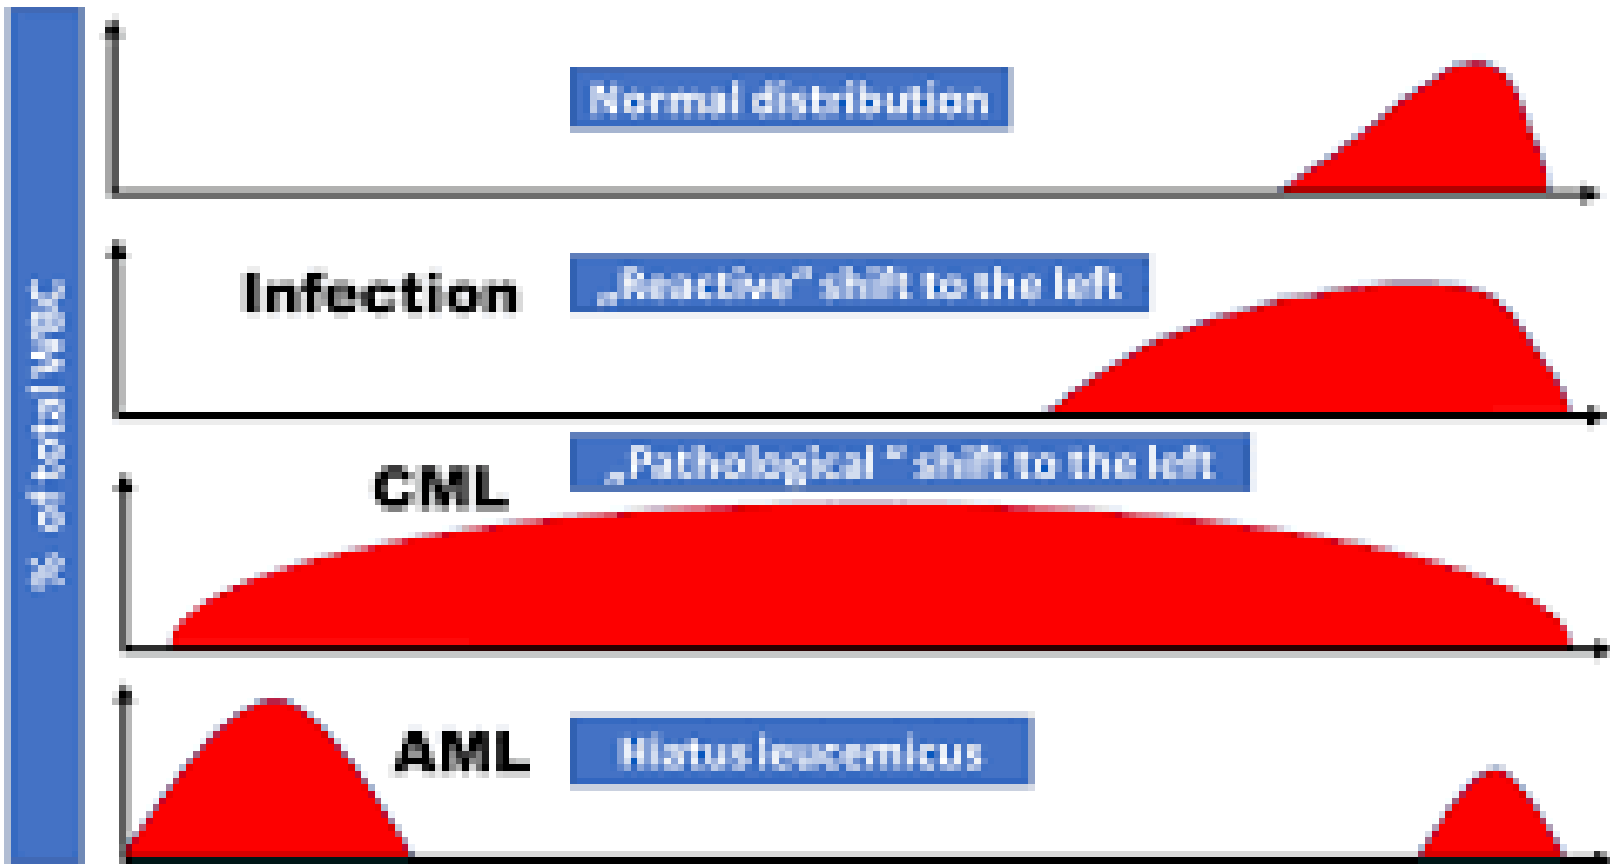 % of total WBC
Normal distribution
Infection
„Reactive“ shift to the left
CML
„Pathological “ shift to the left
AML
Hiatus leucemicus